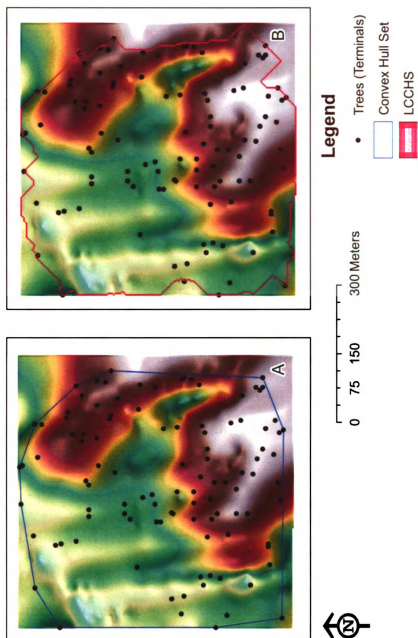 A
B
N
0 75 150 300 Meters
Legend
Trees (Terminals)
Convex Hull Set
LCCHS